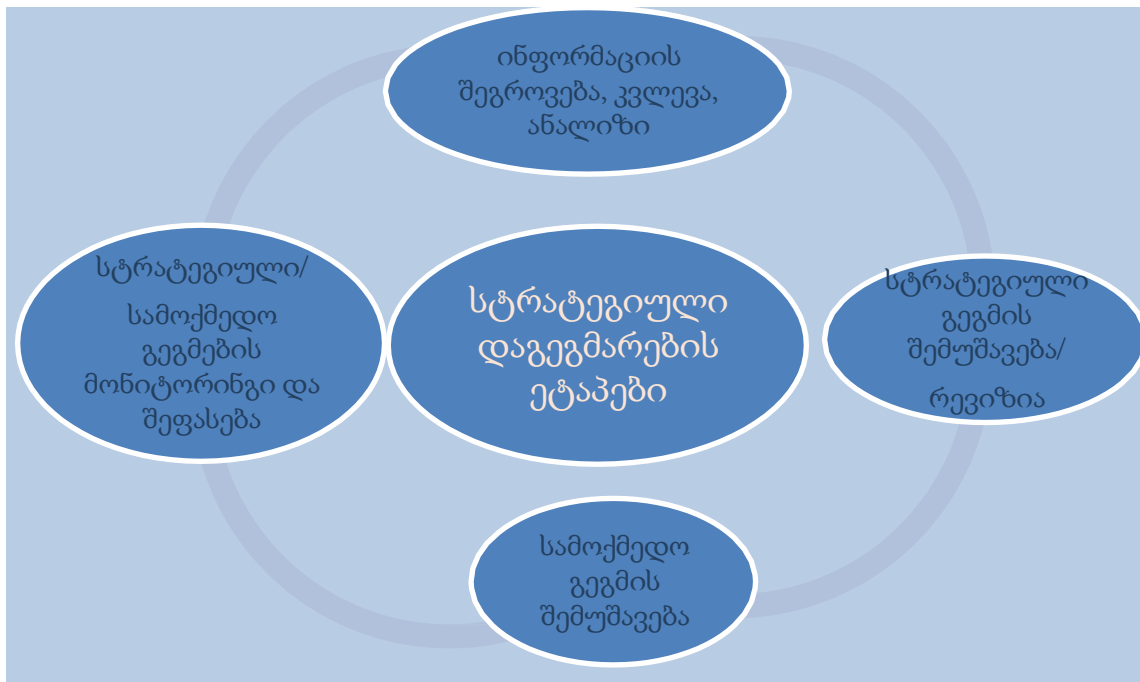 ინფორმაციის
შეგროვება, კვლევა,
ანალიზი
სტრატეგიული/
სამოქმედო
გეგმების
მონიტორინგი და
შეფასება
სტრატეგიული
დაგეგმარების
ეტაპები
სტრატეგიული
გეგმის
შემუშავება/
რევიზია
სამოქმედო
გეგმის
შემუშავება